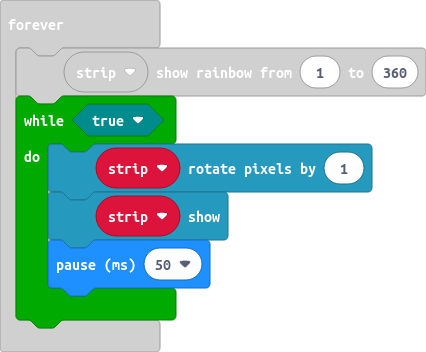 forever
strip show rainbow from 1 to 360
while true
do
strip rotate pixels by 1
strip show
pause (ms) 50